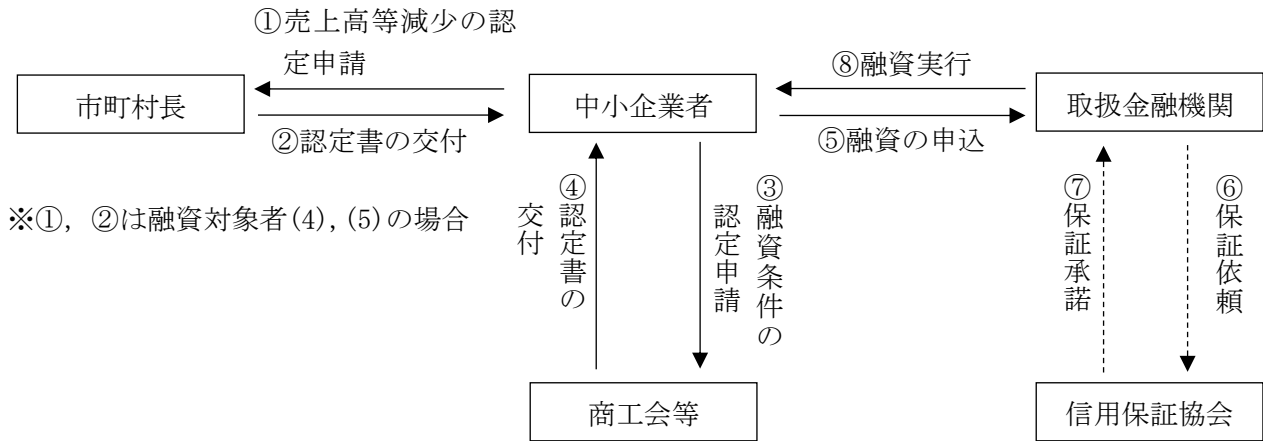 ①売上高等減少の認
定申請
⑧融資実行
市町村長
中小企業者
取扱金融機関
②認定書の交付
⑤融資の申込
※①，②は融資対象者(4)，(5)の場合
④認定書の
交付
③融資条件の
認定申請
⑦保証承諾
⑥保証依頼
商工会等
信用保証協会